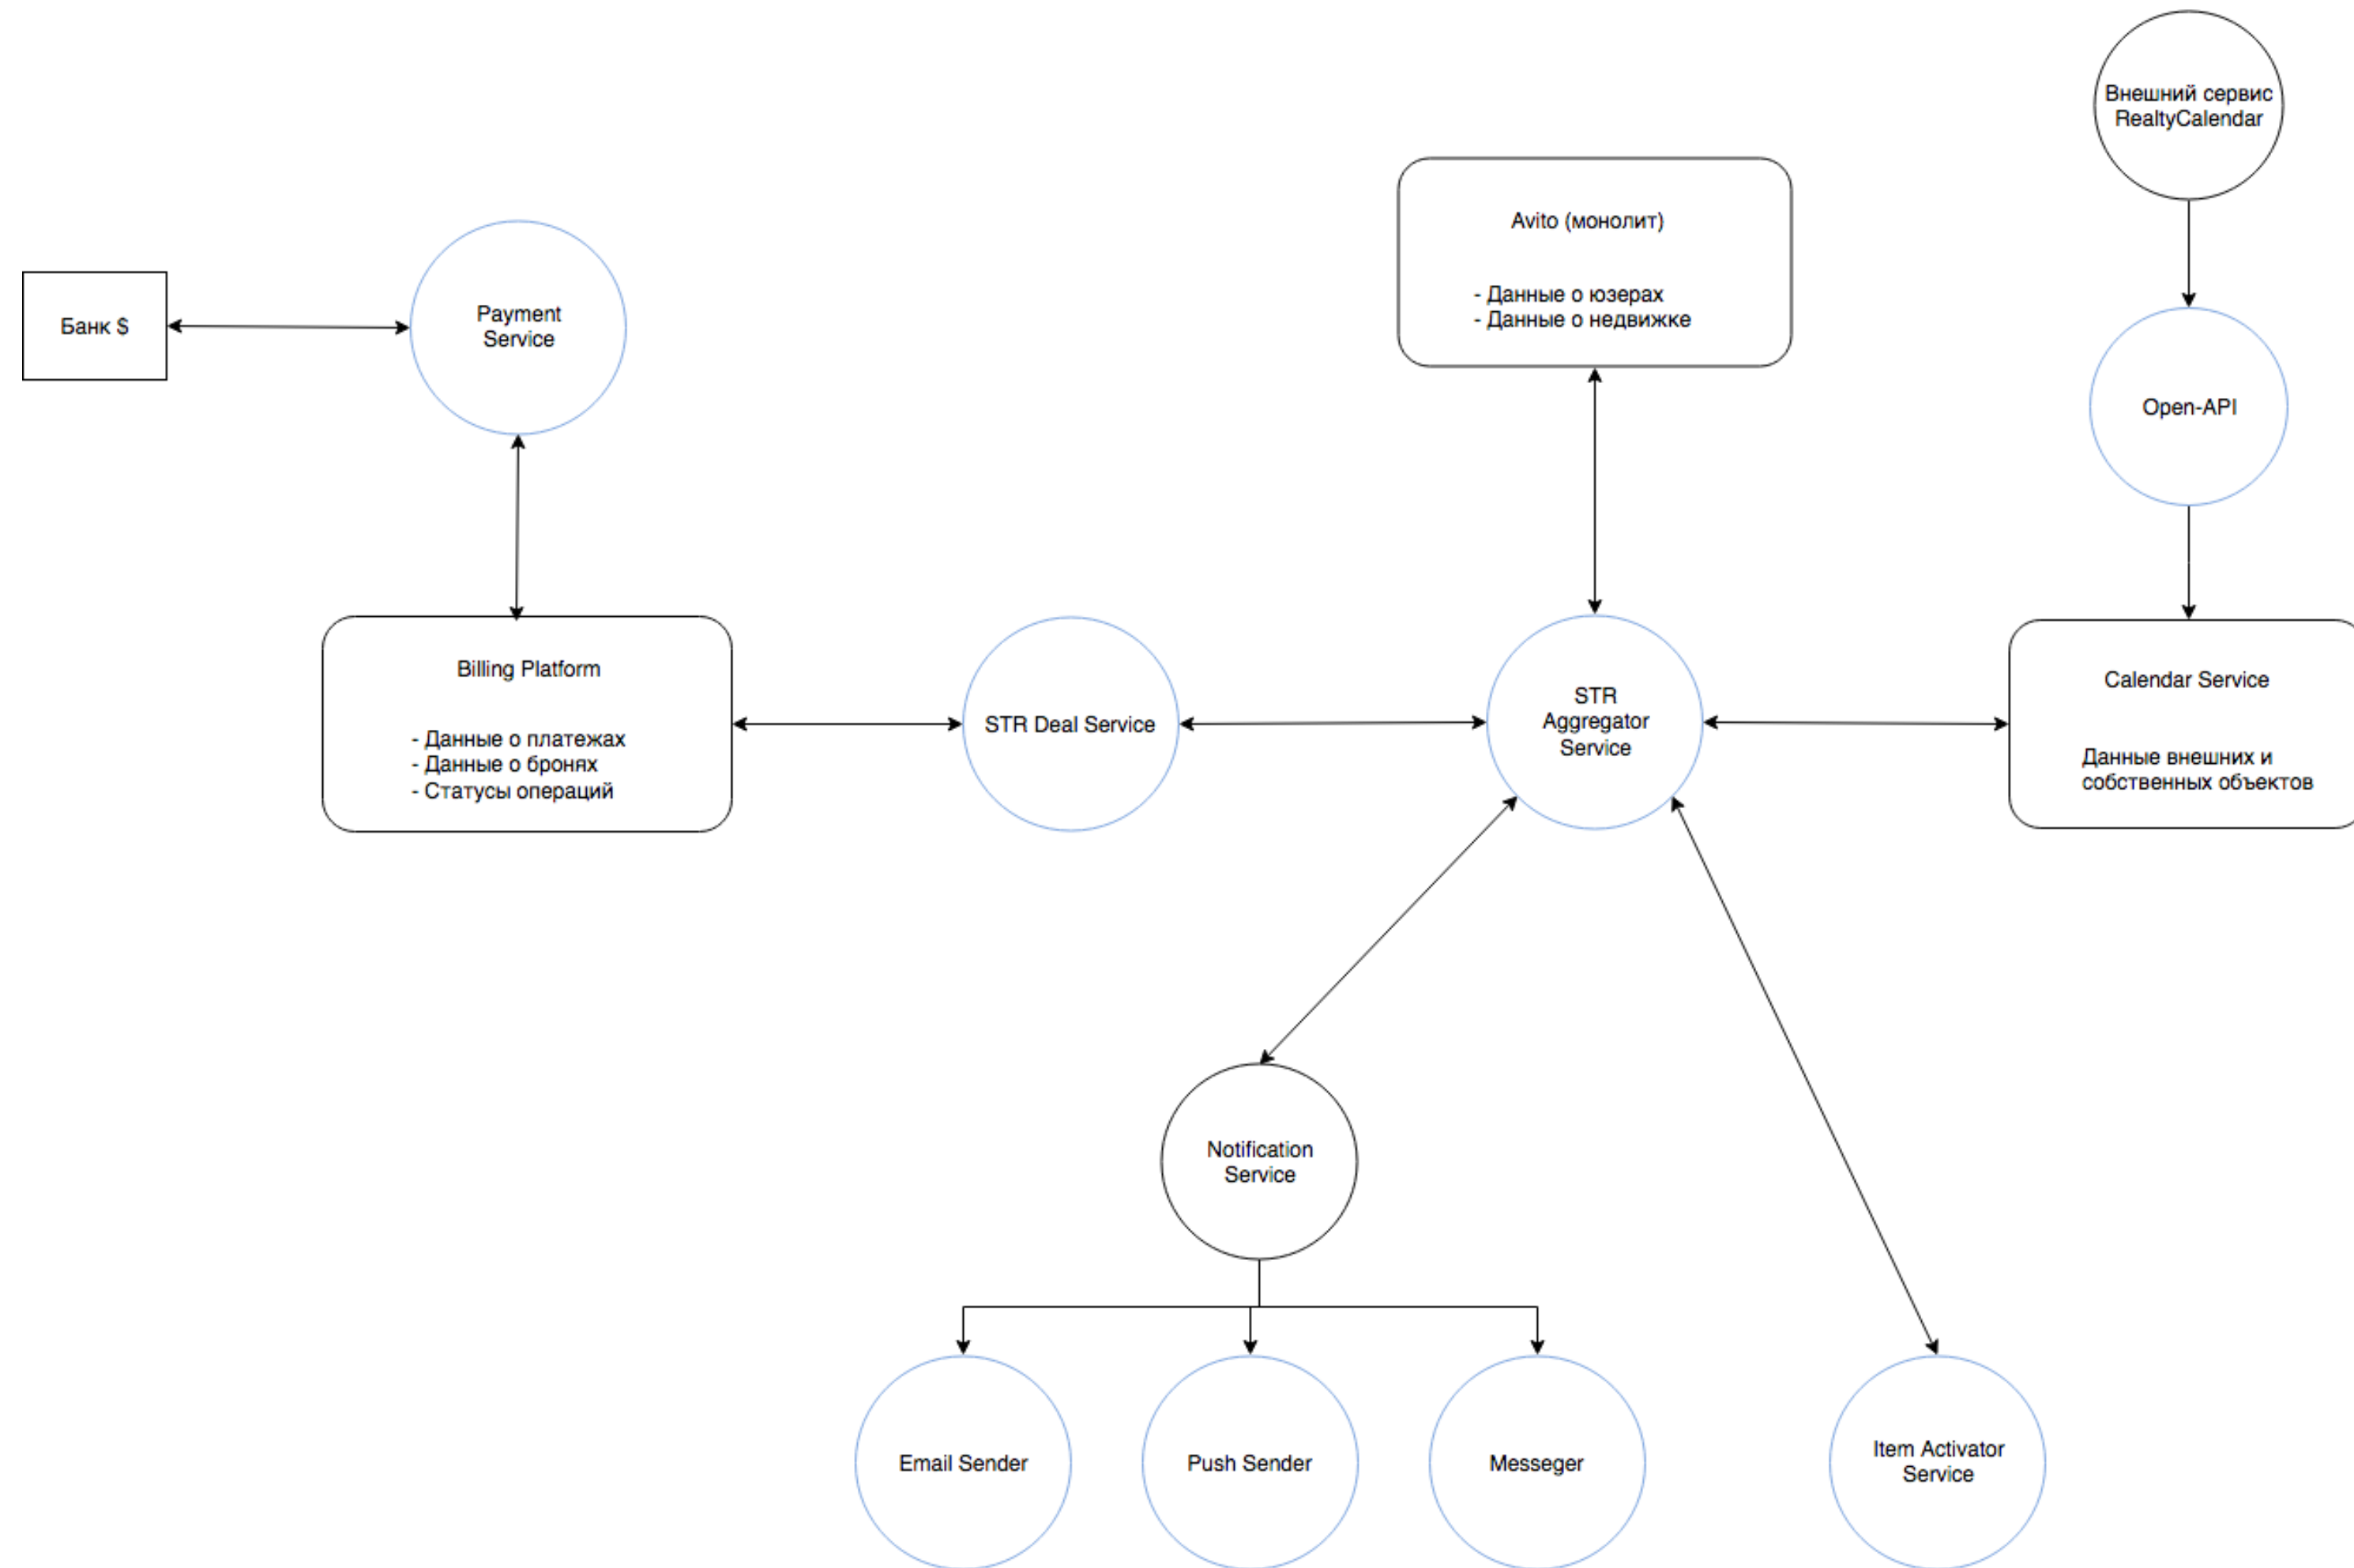 Внешний сервис
RealtyCalendar
Avito (монолит)
- Данные о юзерах
- Данные о недвижке
Банк $
Payment
Service
Open-API
Billing Platform
- Данные о платежах
- Данные о бронях
- Статусы операций
STR Deal Service
STR
Aggregator
Service
Calendar Service
Данные внешних и
собственных объектов
Notification
Service
Email Sender
Push Sender
Messeger
Item Activator
Service